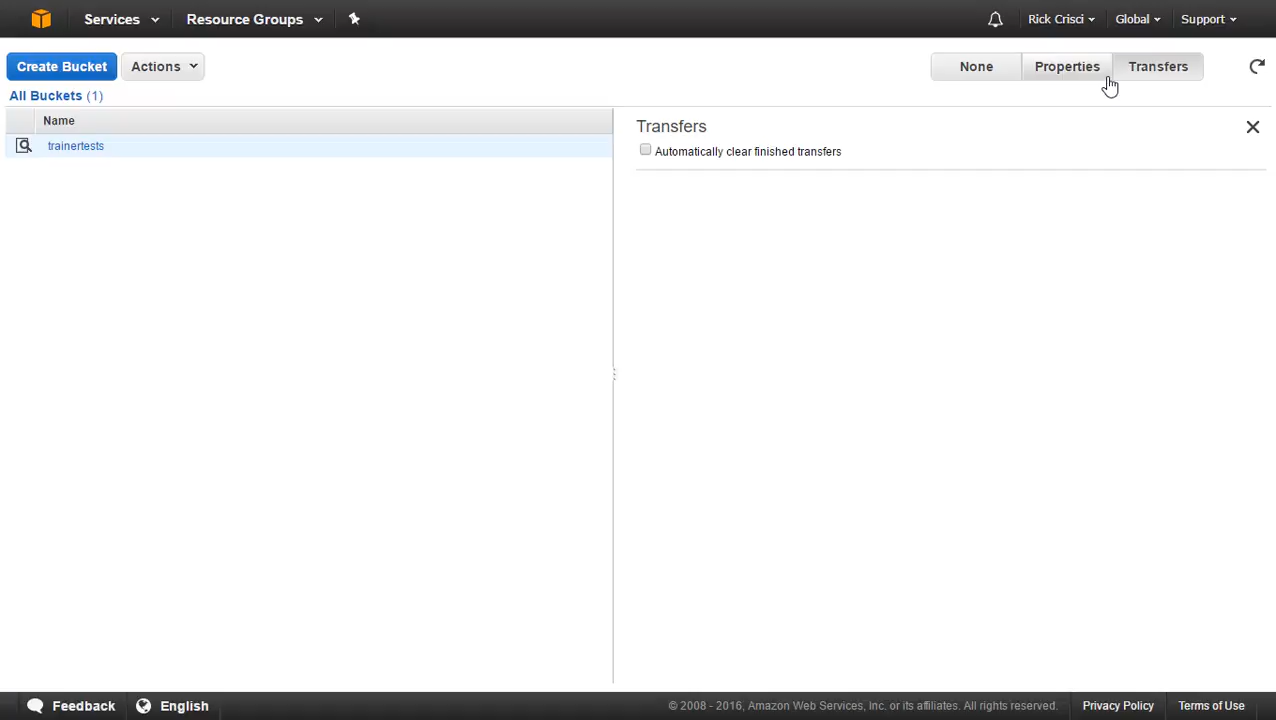 Services Resource Groups Rick Crisci Global Support
Create Bucket Actions None Properties Transfers
All Buckets (1)
Name
trainertests
Transfers
Automatically clear finished transfers
Feedback English © 2008 - 2016, Amazon Web Services, Inc. or its affiliates. All rights reserved. Privacy Policy Terms of Use